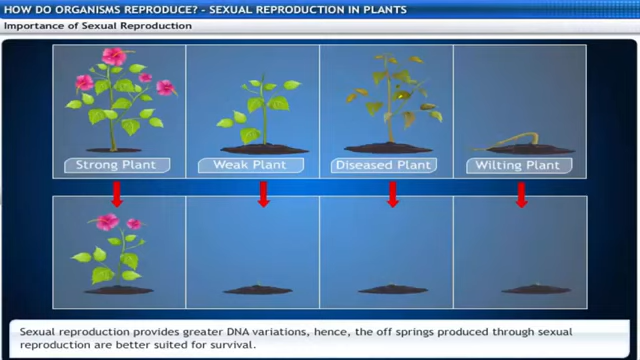 HOW DO ORGANISMS REPRODUCE? - SEXUAL REPRODUCTION IN PLANTS
Importance of Sexual Reproduction
Strong Plant
Weak Plant
Diseased Plant
Wilting Plant
Sexual reproduction provides greater DNA variations, hence, the off springs produced through sexual
reproduction are better suited for survival.